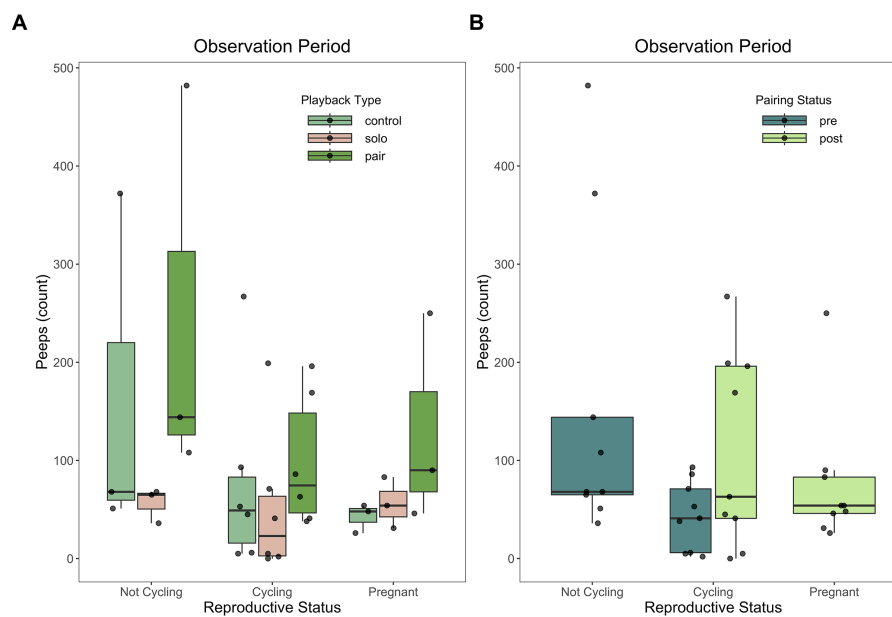 A
Observation Period
Peeps (count)
500
400
300
200
100
0
Playback Type
control
solo
pair
Not Cycling
Cycling
Pregnant
Reproductive Status
B
Observation Period
Peeps (count)
500
400
300
200
100
0
Pairing Status
pre
post
Not Cycling
Cycling
Pregnant
Reproductive Status